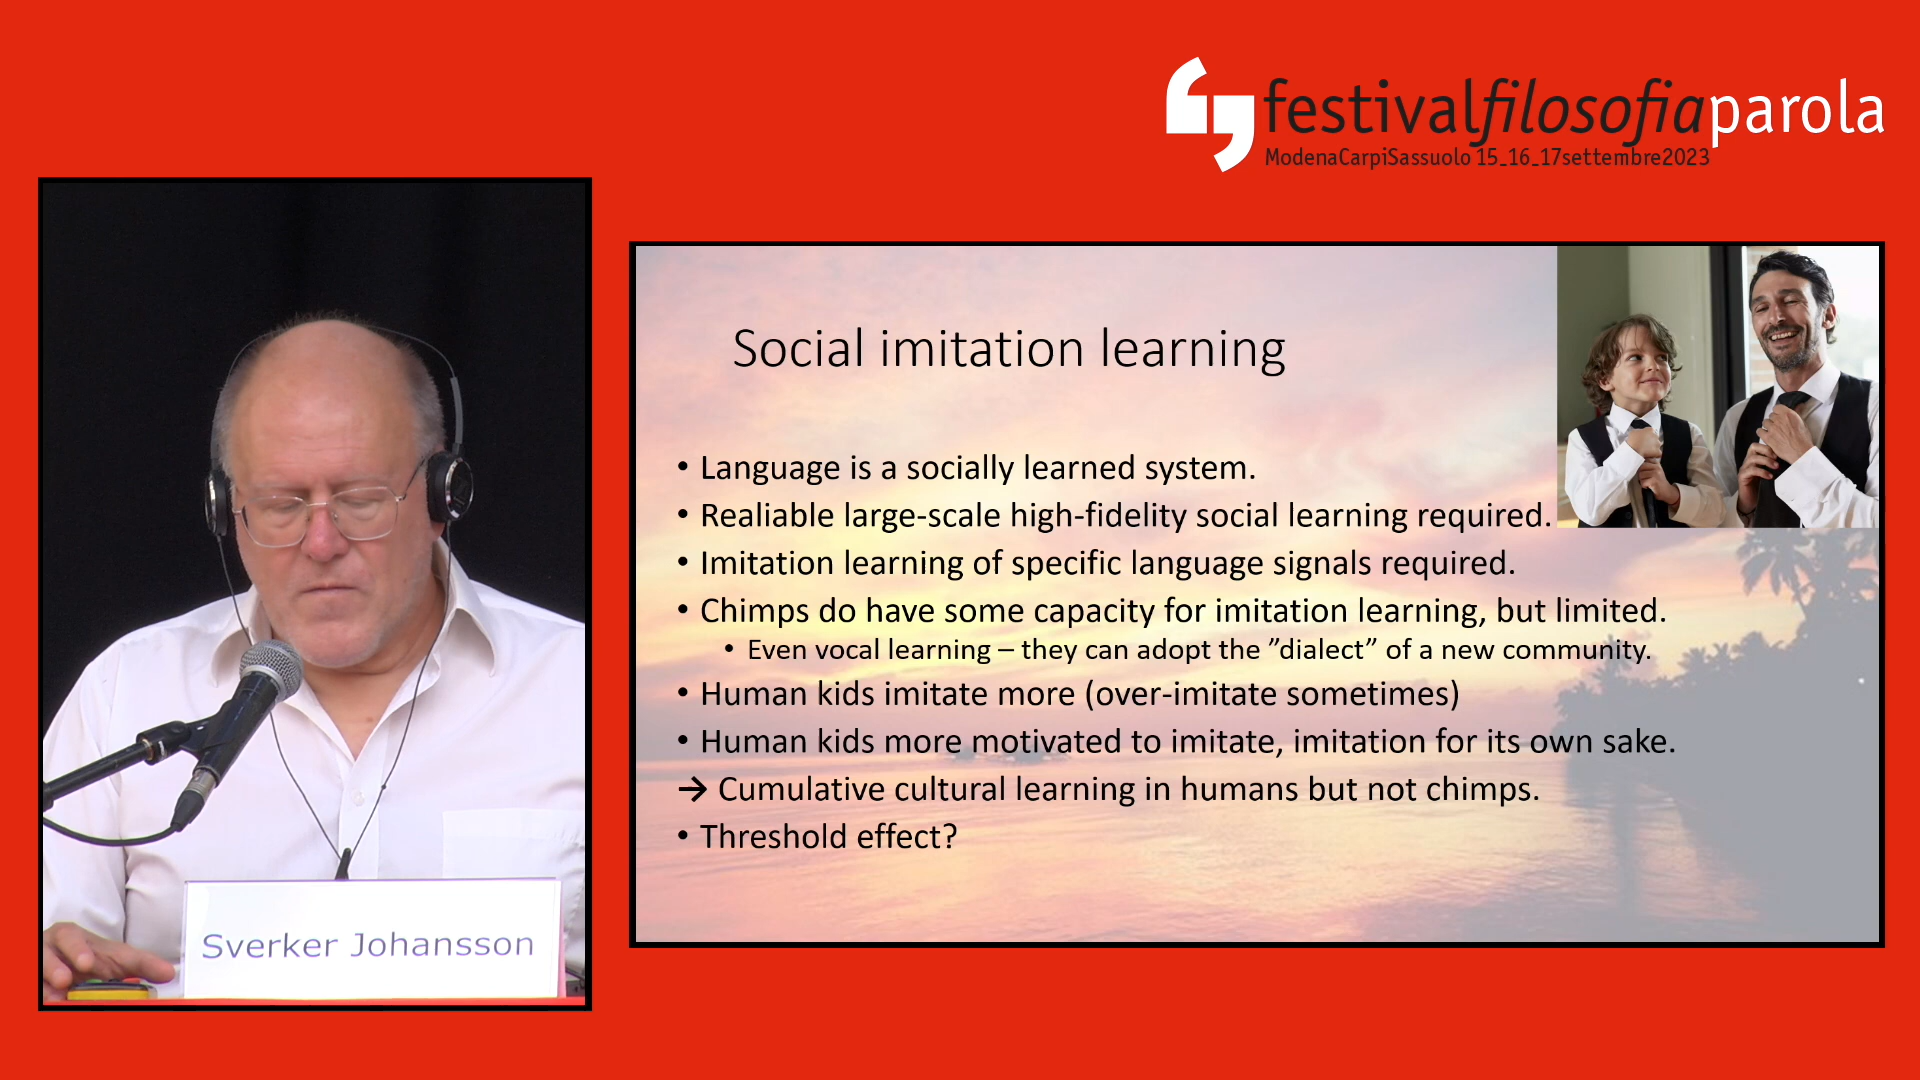 festivalfilosofiaparola
ModenaCarpiSassuolo 15_16_17settembre2023
Social imitation learning
• Language is a socially learned system.
• Realiable large-scale high-fidelity social learning required.
• Imitation learning of specific language signals required.
• Chimps do have some capacity for imitation learning, but limited.
• Even vocal learning – they can adopt the ”dialect” of a new community.
• Human kids imitate more (over-imitate sometimes)
• Human kids more motivated to imitate, imitation for its own sake.
→ Cumulative cultural learning in humans but not chimps.
• Threshold effect?
Sverker Johansson